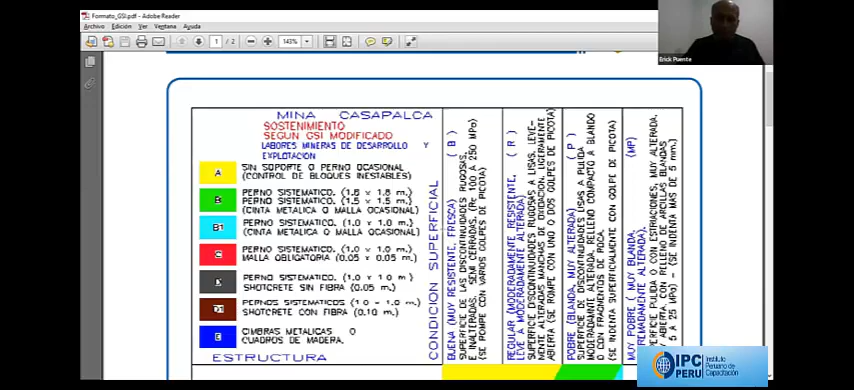 Formato_GSI.pdf - Adobe Reader
Archivo Edición Ver Ventana Ayuda
1 / 2 143%
Erick Puente
MINA CASAPALCA
SOSTENIMIENTO
SEGUN GSI MODIFICADO
LABORES MINERAS DE DESARROLLO Y
EXPLOTACION
A SIN SOPORTE O PERNO OCASIONAL
(CONTROL DE BLOQUES INESTABLES)
B PERNO SISTEMATICO. (1.8 x 1.8 m.)
PERNO SISTEMATICO. (1.5 x 1.5 m.)
(CINTA METALICA O MALLA OCASIONAL)
B1 PERNO SISTEMATICO. (1.0 x 1.0 m.)
(CINTA METALICA O MALLA OCASIONAL)
C PERNO SISTEMATICO. (1.0 x 1.0 m.)
MALLA OBLIGATORIA (0.05 x 0.05 m.)
PERNO SISTEMATICO. (1.0 x 1.0 m)
SHOTCRETE SIN FIBRA (0.05 m.)
PERNOS SISTEMATICOS (1.0 - 1.0 m.)
SHOTCRETE CON FIBRA (0.10 m.)
E CIMBRAS METALICAS O
CUADROS DE MADERA.
ESTRUCTURA
CONDICION SUPERFICIAL
BUENA (MUY RESISTENTE, FRESCA) (B)
SUPERFICIE DE LAS DISCONTINUIDADES RUGOSAS,
E INALTERADAS. SEMI CERRADAS. (Rc 100 A 250 MPa)
(SE ROMPE CON VARIOS GOLPES DE PICOTA)
REGULAR (MODERADAMENTE RESISTENTE, (R)
LEVE A MODERADAMENTE ALTERADA)
SUPERFICIE DISCONTINUIDADES RUGOSAS A LISAS. LEVE-
MENTE ALTERADAS MANCHAS DE OXIDACION, LIGERAMENTE
ABIERTA (SE ROMPE CON UNO O DOS GOLPES DE PICOTA)
POBRE (BLANDA, MUY ALTERADA) (P)
SUPERFICIE DE DISCONTINUIDADES LISAS A PULIDA
MODERADAMNTE ALTERADA, RELLENO COMPACTO A BLANDO
O CON FRAGMENTOS DE ROCA.
(SE INDENTA SUPERFICIALMENTE CON GOLPE DE PICOTA)
MUY POBRE ( MUY BLANDA, (MP)
EXTREMADAMENTE ALTERADA).
SUPERFICIE PULIDA O CON ESTRIACIONES, MUY ALTERADA.
MUY ABIERTA, CON RELLENO DE ARCILLAS BLANDAS
5 A 25 MPa) - (SE INDENTA MAS DE 5 mm.)
IPC
PERU
Instituto
Peruano de
Capacitación